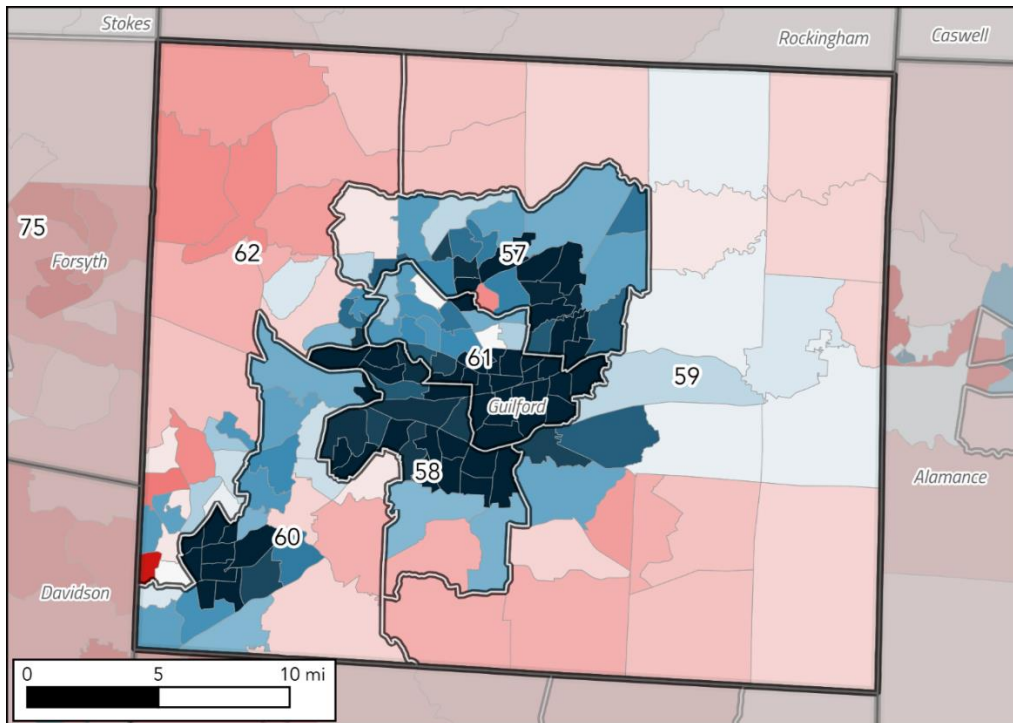 Stokes
Rockingham
Caswell
75
Forsyth
62
57
61
59
Guilford
58
Alamance
60
Davidson
0 5 10 mi